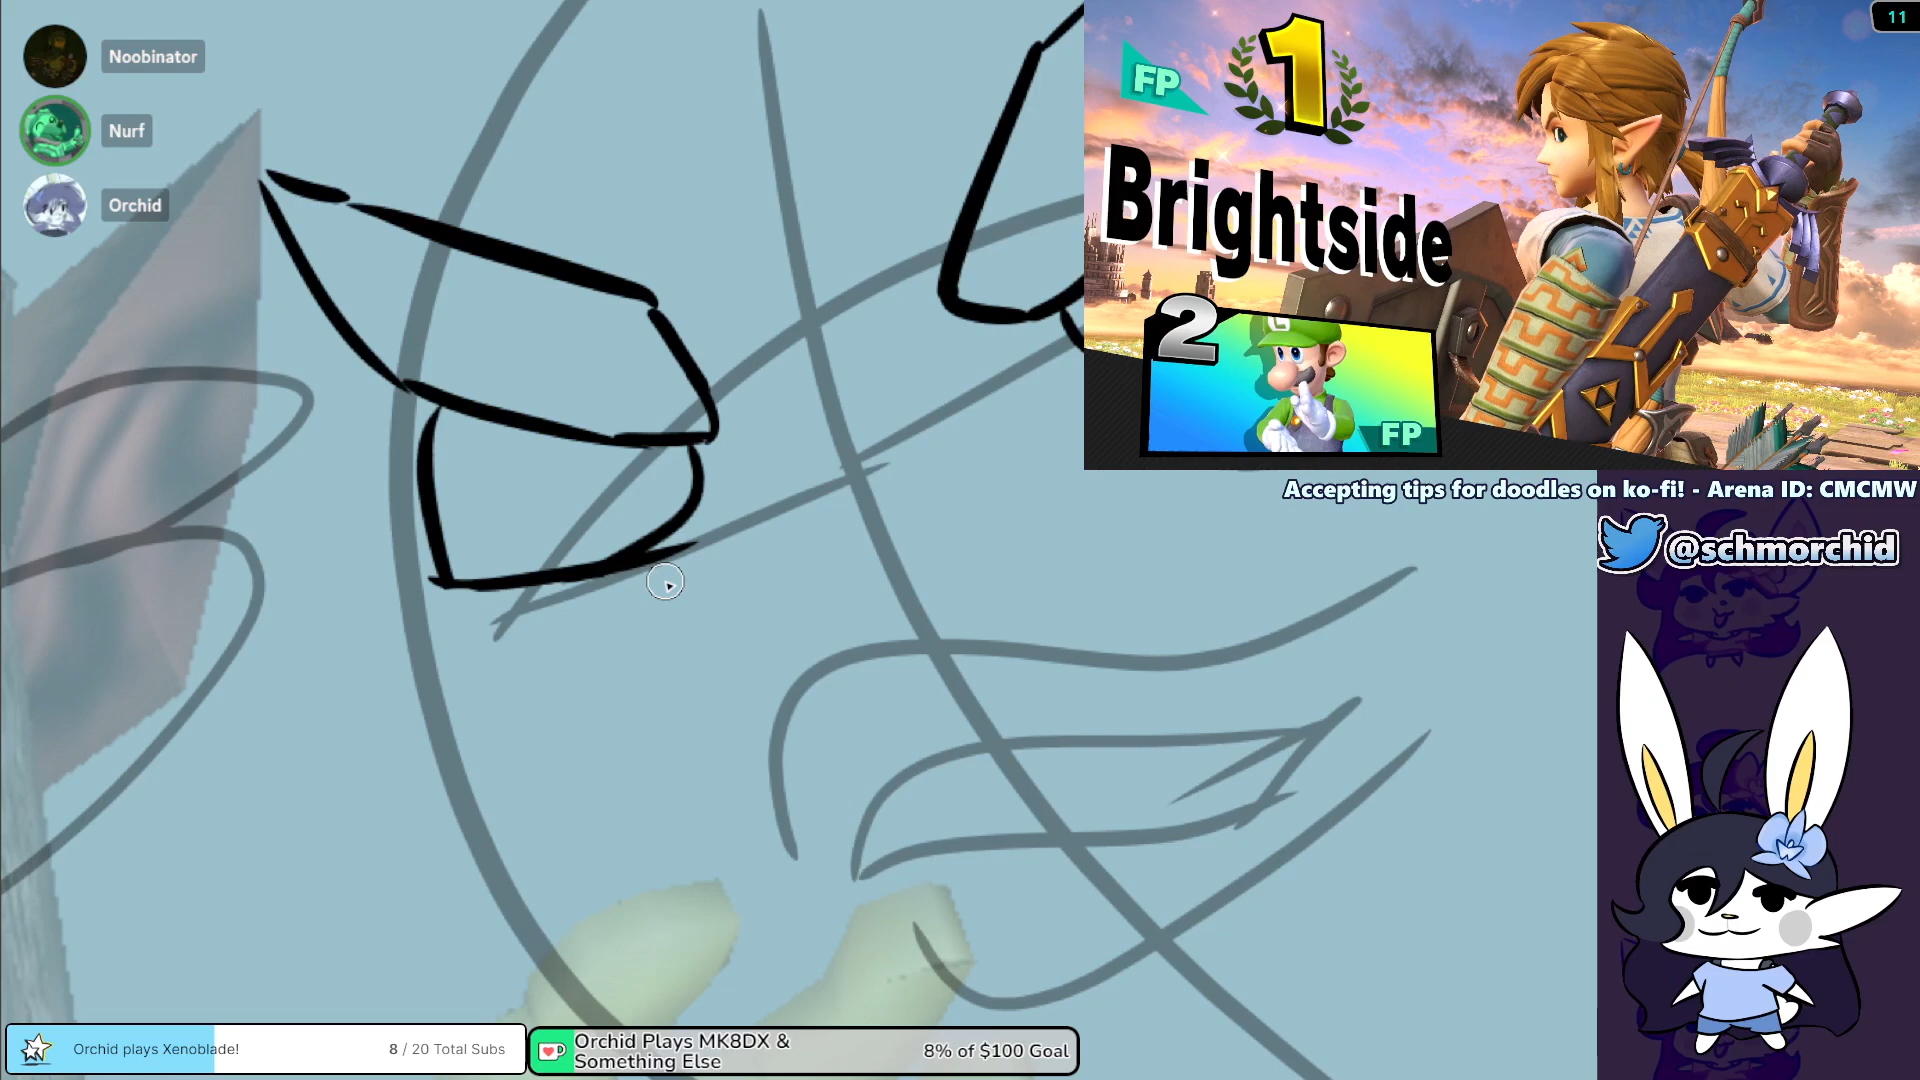 Noobinator
Nurf
Orchid
11
FP
1
Brightside
2
L
FP
Accepting tips for doodles on ko-fi! - Arena ID: CMCMW
@schmorchid
Orchid plays Xenoblade!
8 / 20 Total Subs
Orchid Plays MK8DX &
Something Else
8% of $100 Goal